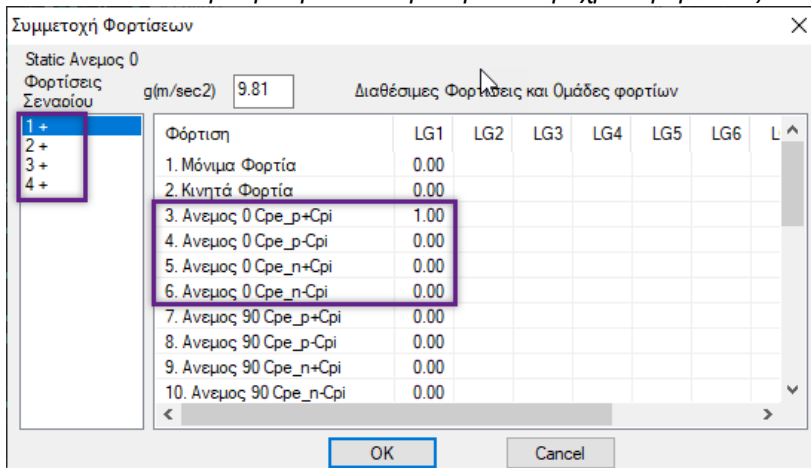 Συμμετοχή Φορτίσεων
Static Ανεμος 0
Φορτίσεις Σεναρίου
g(m/sec2) 9.81 Διαθέσιμες Φορτίσεις και Ομάδες φορτίων
1 +
2 +
3 +
4 +
Φόρτιση LG1 LG2 LG3 LG4 LG5 LG6
1. Μόνιμα Φορτία 0.00
2. Κινητά Φορτία 0.00
3. Ανεμος 0 Cpe_p+Cpi 1.00
4. Ανεμος 0 Cpe_p-Cpi 0.00
5. Ανεμος 0 Cpe_n+Cpi 0.00
6. Ανεμος 0 Cpe_n-Cpi 0.00
7. Ανεμος 90 Cpe_p+Cpi 0.00
8. Ανεμος 90 Cpe_p-Cpi 0.00
9. Ανεμος 90 Cpe_n+Cpi 0.00
10. Ανεμος 90 Cpe_n-Cpi 0.00
OK Cancel